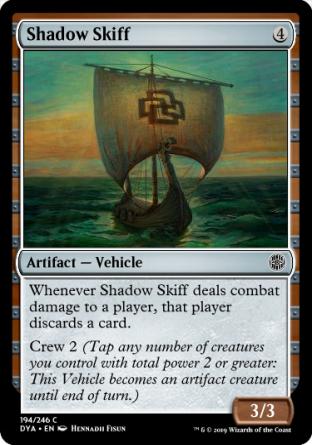 Shadow Skiff 4
Artifact — Vehicle
Whenever Shadow Skiff deals combat
damage to a player, that player
discards a card.
Crew 2 (Tap any number of creatures
you control with total power 2 or greater:
This Vehicle becomes an artifact creature
until end of turn.)
3/3
194/246 C
DYA • EN Hennadii Fisun
™ & © 2019 Wizards of the Coast